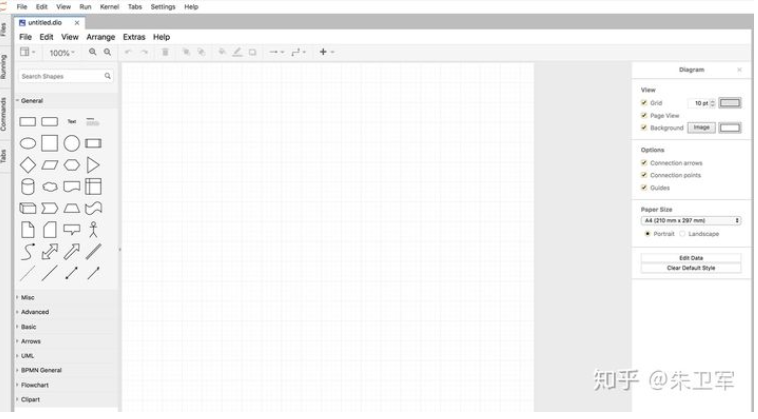 File Edit View Run Kernel Tabs Settings Help
untitled.dio ×
File Edit View Arrange Extras Help
100%
Files
Running
Commands
Tabs
Search Shapes
General
Text
Misc
Advanced
Basic
Arrows
UML
BPMN General
Flowchart
Clipart
Diagram
View
Grid 10 pt
Page View
Background Image
Options
Connection arrows
Connection points
Guides
Paper Size
A4 (210 mm x 297 mm)
Portrait Landscape
Edit Data
Clear Default Style
知乎 @朱卫军